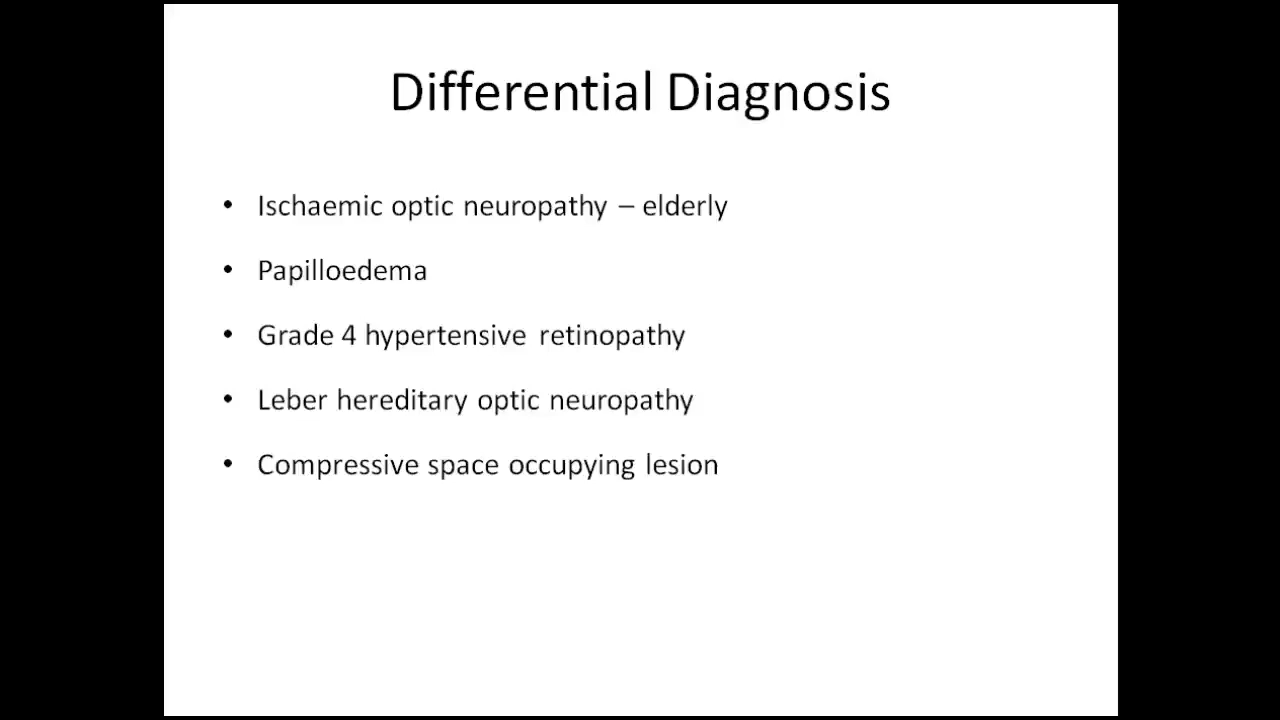 Differential Diagnosis
• Ischaemic optic neuropathy – elderly
• Papilloedema
• Grade 4 hypertensive retinopathy
• Leber hereditary optic neuropathy
• Compressive space occupying lesion